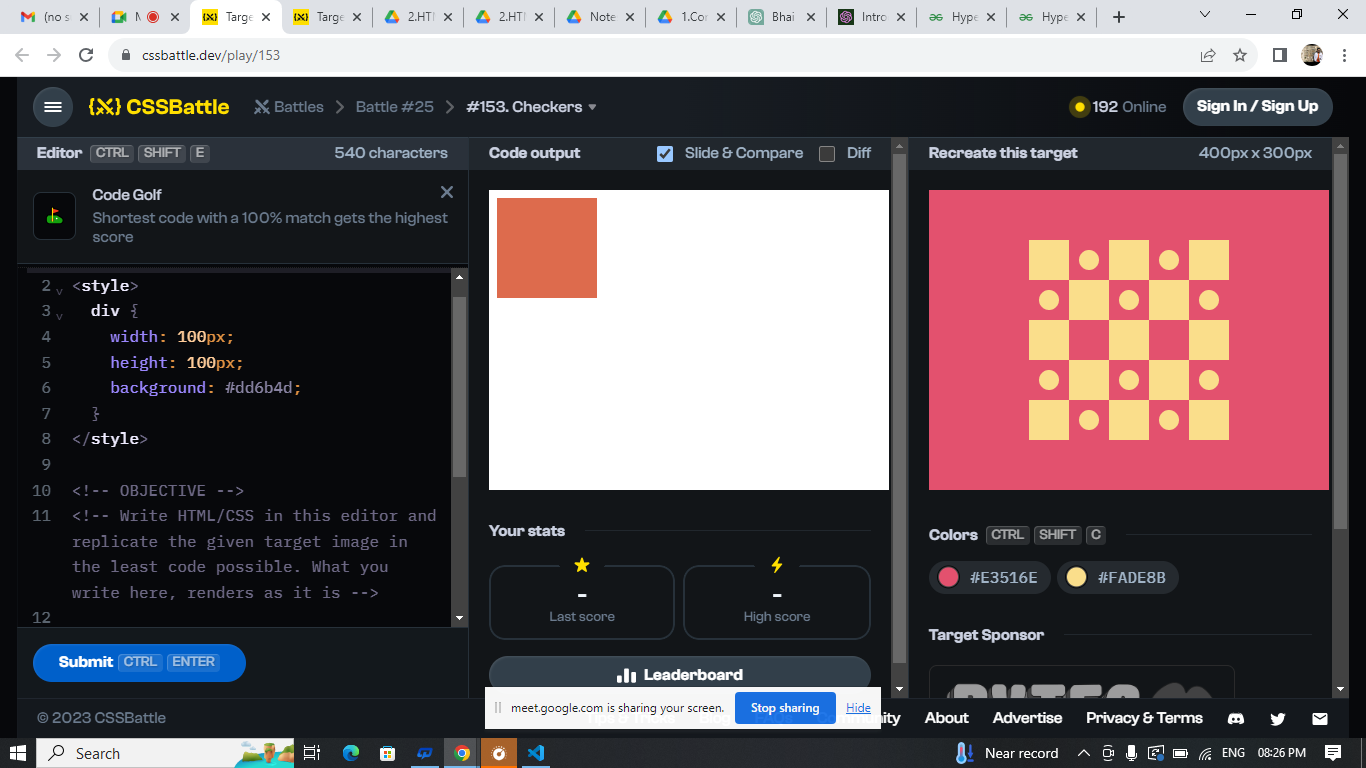 (no s
M
Targe
Targe
2.HTI
2.HTI
Note
1.Cor
Bhai
Intro
Hype
Hype
cssbattle.dev/play/153
CSSBattle
Battles
Battle #25
#153. Checkers
192 Online
Sign In / Sign Up
Editor CTRL SHIFT E
540 characters
Code output
Slide & Compare
Diff
Recreate this target
400px x 300px
Code Golf
Shortest code with a 100% match gets the highest
score
2 <style>
3 div {
4 width: 100px;
5 height: 100px;
6 background: #dd6b4d;
7 }
8 </style>
9
10 <!-- OBJECTIVE -->
11 <!-- Write HTML/CSS in this editor and
replicate the given target image in
the least code possible. What you
write here, renders as it is -->
12
Submit CTRL ENTER
Your stats
-
Last score
-
High score
Leaderboard
Colors CTRL SHIFT C
#E3516E
#FADE8B
Target Sponsor
meet.google.com is sharing your screen.
Stop sharing
Hide
© 2023 CSSBattle
About
Advertise
Privacy & Terms
Search
Near record
ENG
08:26 PM